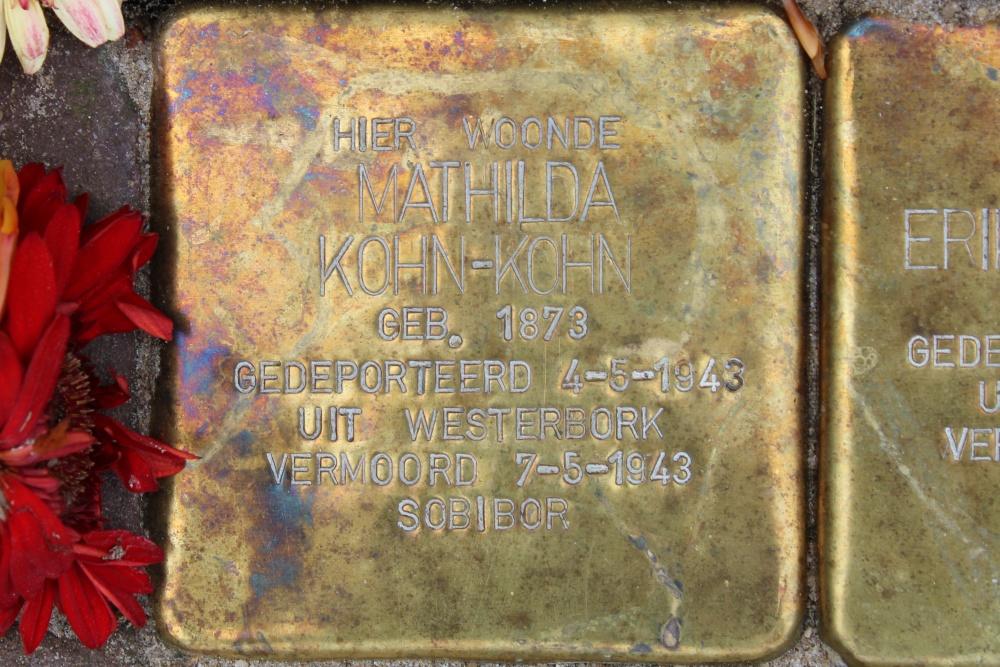 HIER WOONDE
MATHILDA
KOHN-KOHN
GEB. 1873
GEDEPORTEERD 4-5-1943
UIT WESTERBORK
VERMOORD 7-5-1943
SOBIBOR